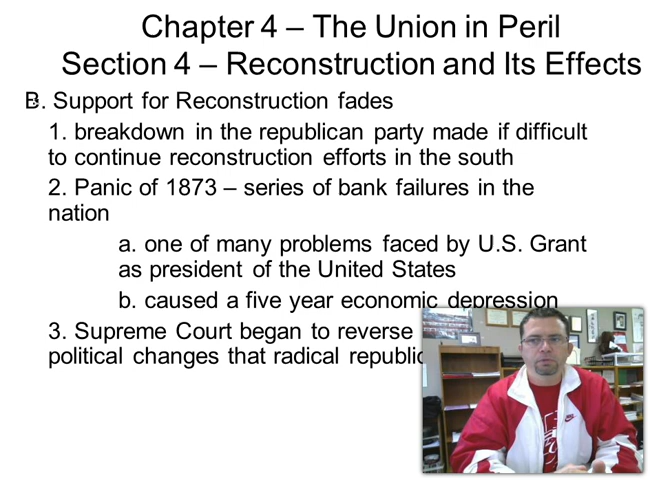 Chapter 4 – The Union in Peril
Section 4 – Reconstruction and Its Effects
B. Support for Reconstruction fades
1. breakdown in the republican party made if difficult
to continue reconstruction efforts in the south
2. Panic of 1873 – series of bank failures in the
nation
a. one of many problems faced by U.S. Grant
as president of the United States
b. caused a five year economic depression
3. Supreme Court began to reverse
political changes that radical